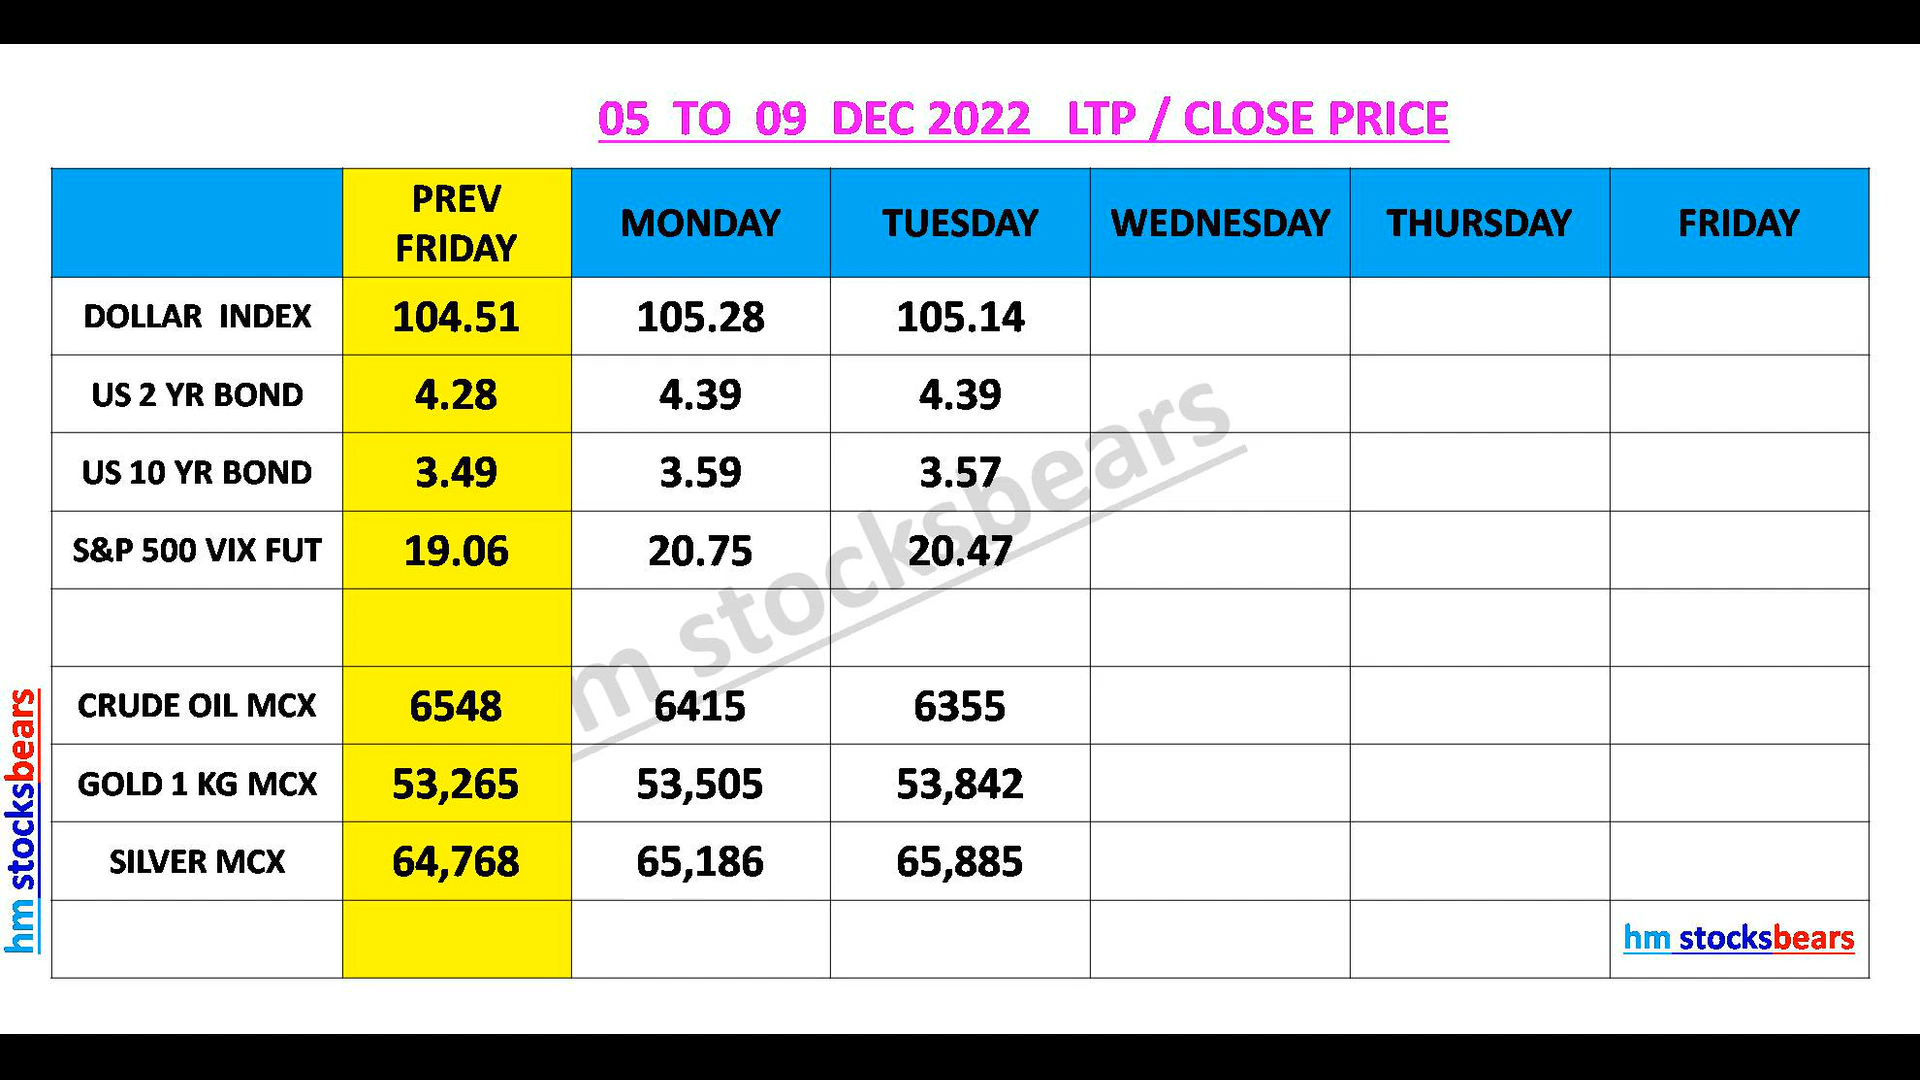 05 TO 09 DEC 2022 LTP / CLOSE PRICE
PREV FRIDAY MONDAY TUESDAY WEDNESDAY THURSDAY FRIDAY
DOLLAR INDEX 104.51 105.28 105.14
US 2 YR BOND 4.28 4.39 4.39
US 10 YR BOND 3.49 3.59 3.57
S&P 500 VIX FUT 19.06 20.75 20.47
CRUDE OIL MCX 6548 6415 6355
GOLD 1 KG MCX 53,265 53,505 53,842
SILVER MCX 64,768 65,186 65,885
hm stocksbears
hm stocksbears
hm stocksbears